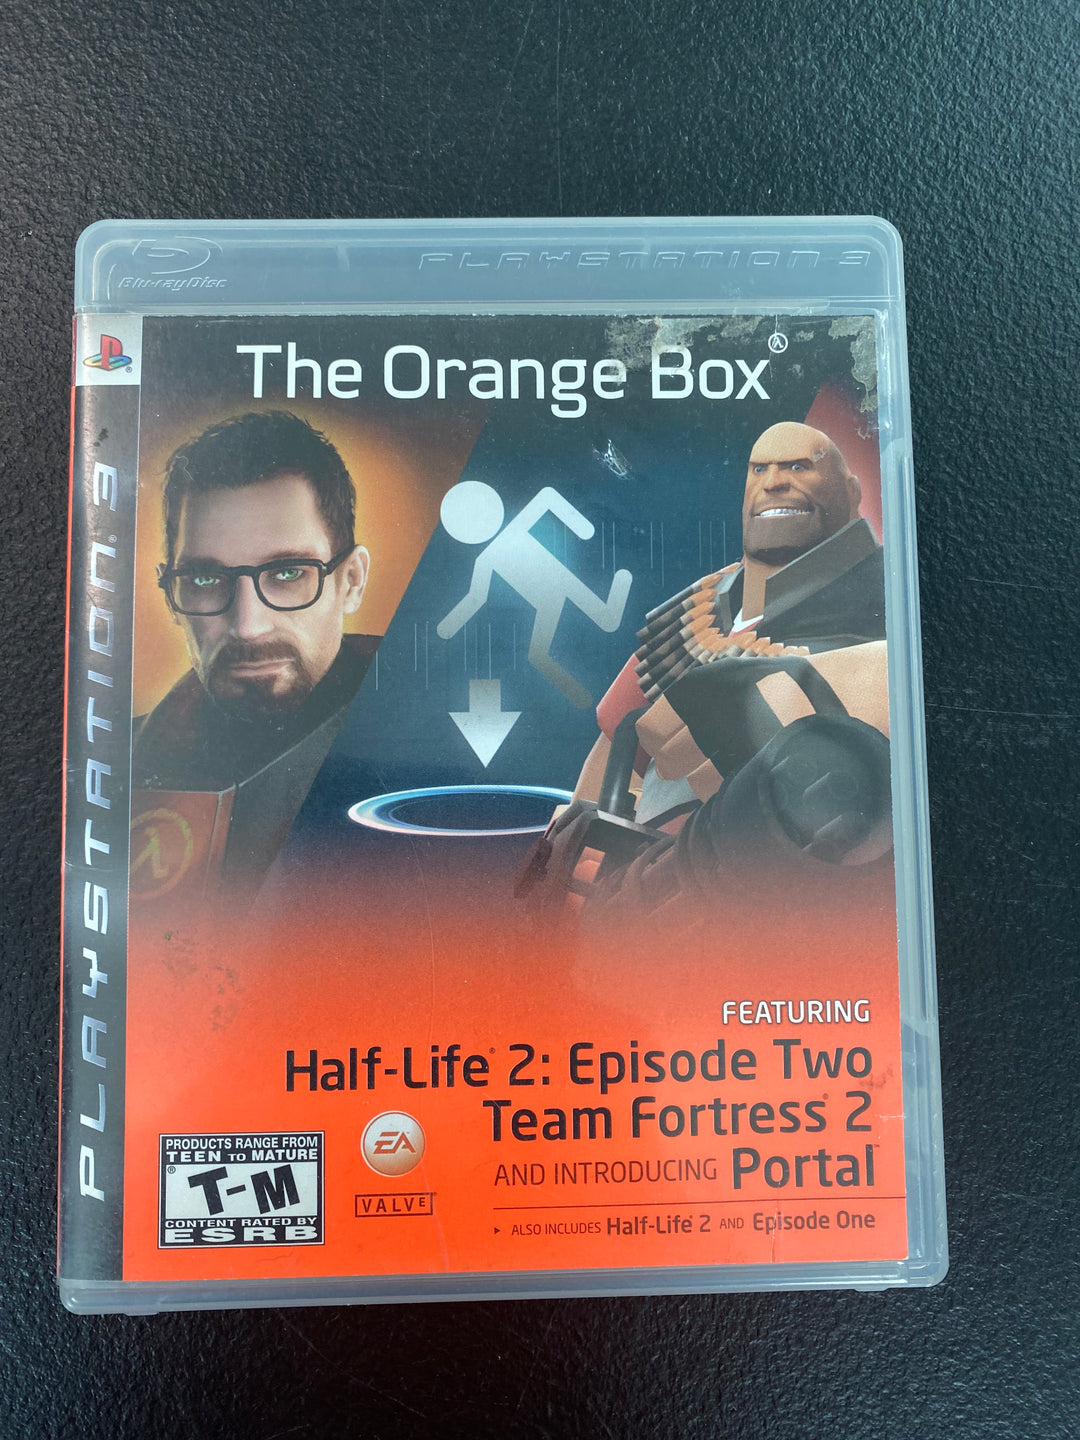 Blu-ray Disc
PLAYSTATION 3
PLAYSTATION® 3
The Orange Box
FEATURING
Half-Life® 2: Episode Two
Team Fortress® 2
AND INTRODUCING Portal™
▸ ALSO INCLUDES Half-Life® 2 AND Episode One
EA
VALVE®
PRODUCTS RANGE FROM
TEEN TO MATURE
® T-M
CONTENT RATED BY
ESRB